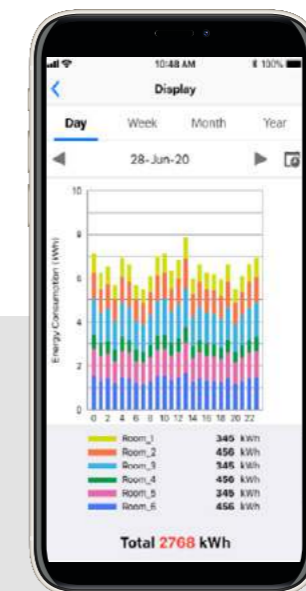 10:48 AM 100%
Display
Day Week Month Year
28-Jun-20
Energy Consumption (kWh)
10
8
6
4
2
0
0 2 4 6 8 10 12 14 16 18 20 22
Room_1 345 kWh
Room_2 456 kWh
Room_3 345 kWh
Room_4 456 kWh
Room_5 345 kWh
Room_6 456 kWh
Total 2768 kWh